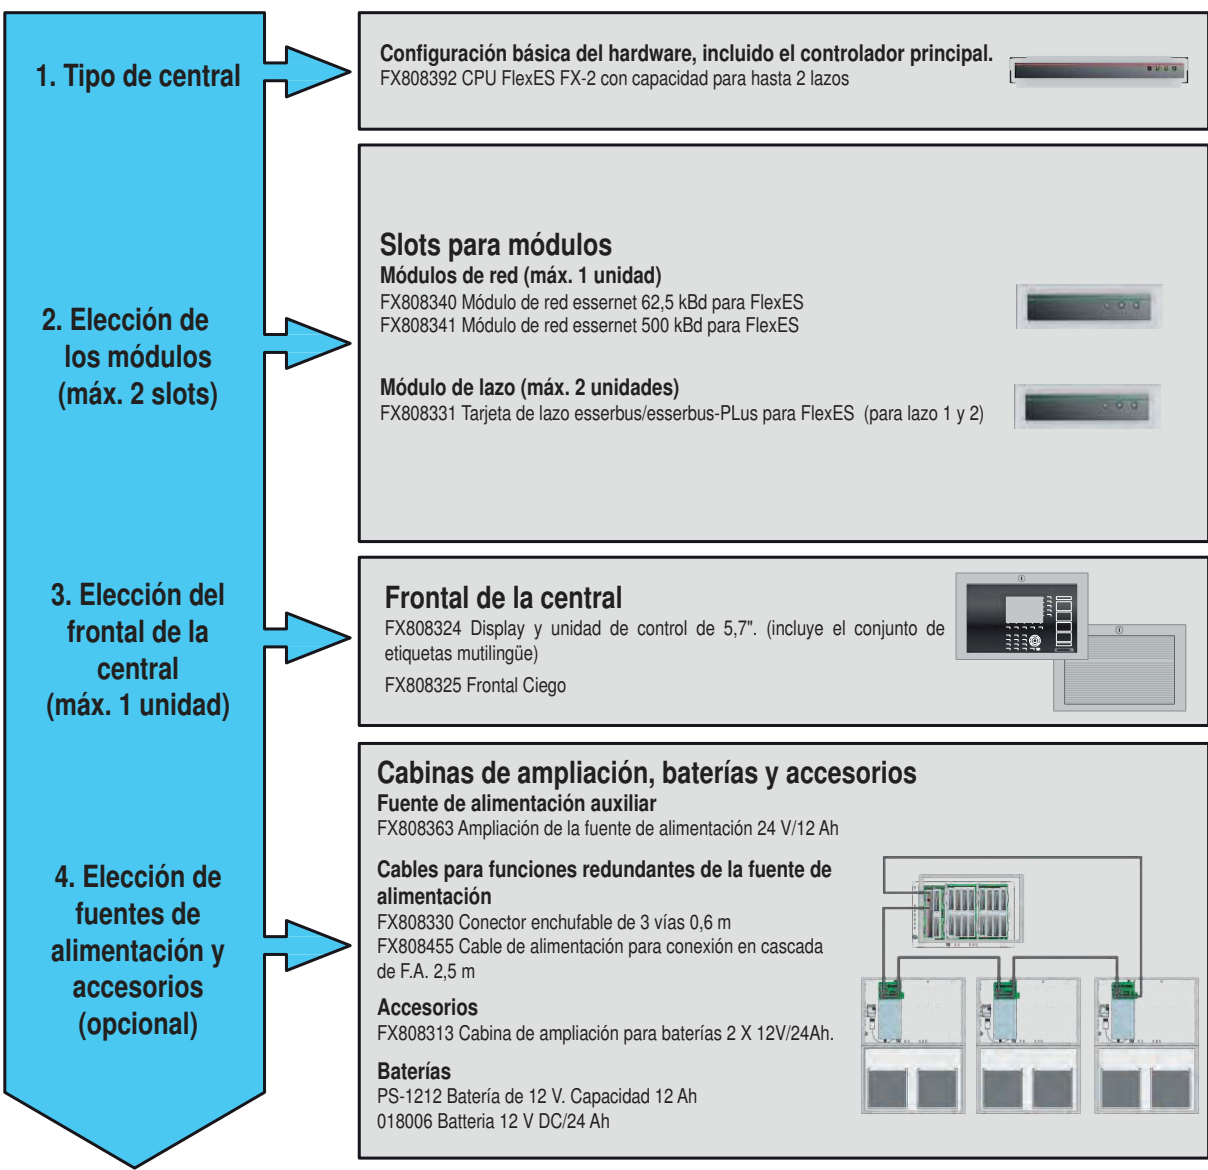 1. Tipo de central
Configuración básica del hardware, incluido el controlador principal.
FX808392 CPU FlexES FX-2 con capacidad para hasta 2 lazos
2. Elección de
los módulos
(máx. 2 slots)
Slots para módulos
Módulos de red (máx. 1 unidad)
FX808340 Módulo de red essernet 62,5 kBd para FlexES
FX808341 Módulo de red essernet 500 kBd para FlexES
Módulo de lazo (máx. 2 unidades)
FX808331 Tarjeta de lazo esserbus/esserbus-PLus para FlexES (para lazo 1 y 2)
3. Elección del
frontal de la
central
(máx. 1 unidad)
Frontal de la central
FX808324 Display y unidad de control de 5,7". (incluye el conjunto de
etiquetas mutilingüe)
FX808325 Frontal Ciego
4. Elección de
fuentes de
alimentación y
accesorios
(opcional)
Cabinas de ampliación, baterías y accesorios
Fuente de alimentación auxiliar
FX808363 Ampliación de la fuente de alimentación 24 V/12 Ah
Cables para funciones redundantes de la fuente de
alimentación
FX808330 Conector enchufable de 3 vías 0,6 m
FX808455 Cable de alimentación para conexión en cascada
de F.A. 2,5 m
Accesorios
FX808313 Cabina de ampliación para baterías 2 X 12V/24Ah.
Baterías
PS-1212 Batería de 12 V. Capacidad 12 Ah
018006 Batteria 12 V DC/24 Ah